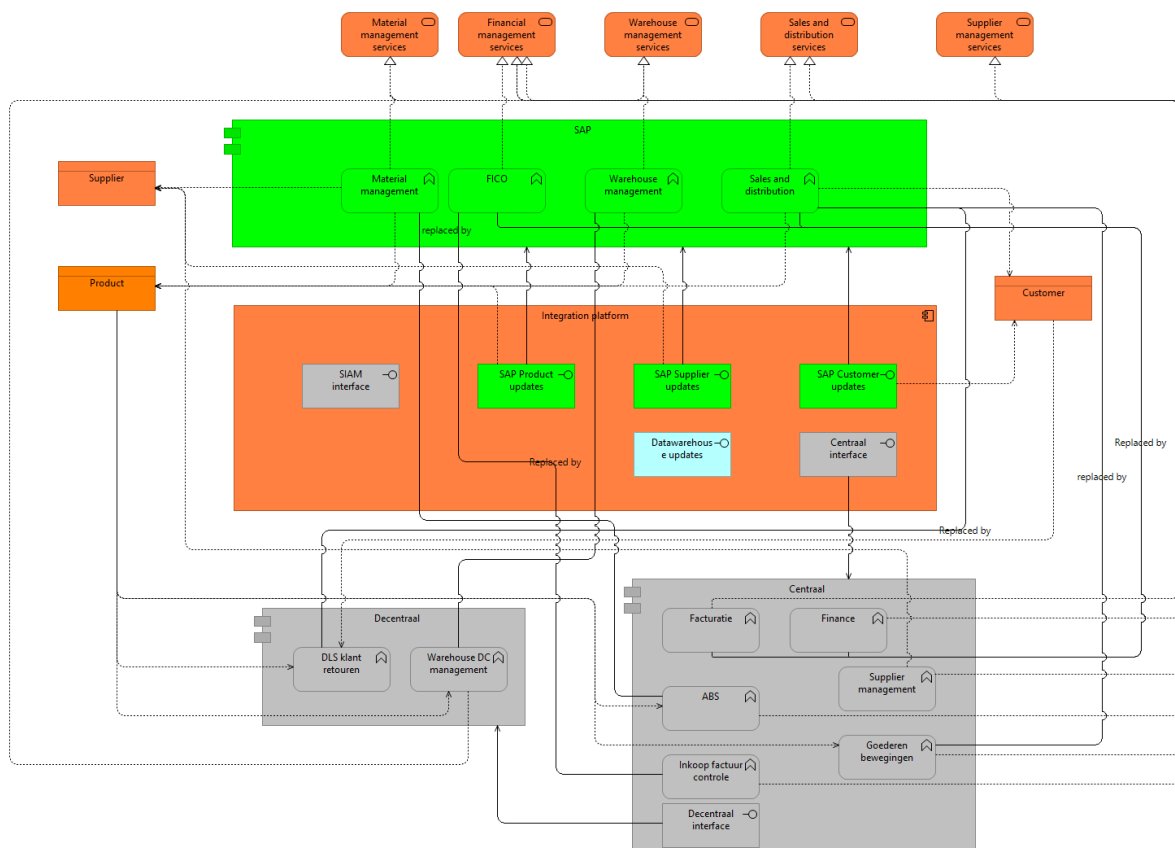 Material
management
services
Financial
management
services
Warehouse
management
services
Sales and
distribution services
Supplier
management
services
SAP
Supplier
Material
management
FICO
Warehouse
management
Sales and
distribution
replaced by
Product
Customer
Integration platform
SIAM
interface
SAP Product
updates
SAP Supplier
updates
SAP Customer
updates
Datawarehous
e updates
Centraal
interface
Replaced by
Replaced by
replaced by
Replaced by
Centraal
Decentraal
Facturatie
Finance
DLS klant
retouren
Warehouse DC
management
Supplier
management
ABS
Goederen
bewegingen
Inkoop factuur
controle
Decentraal
interface